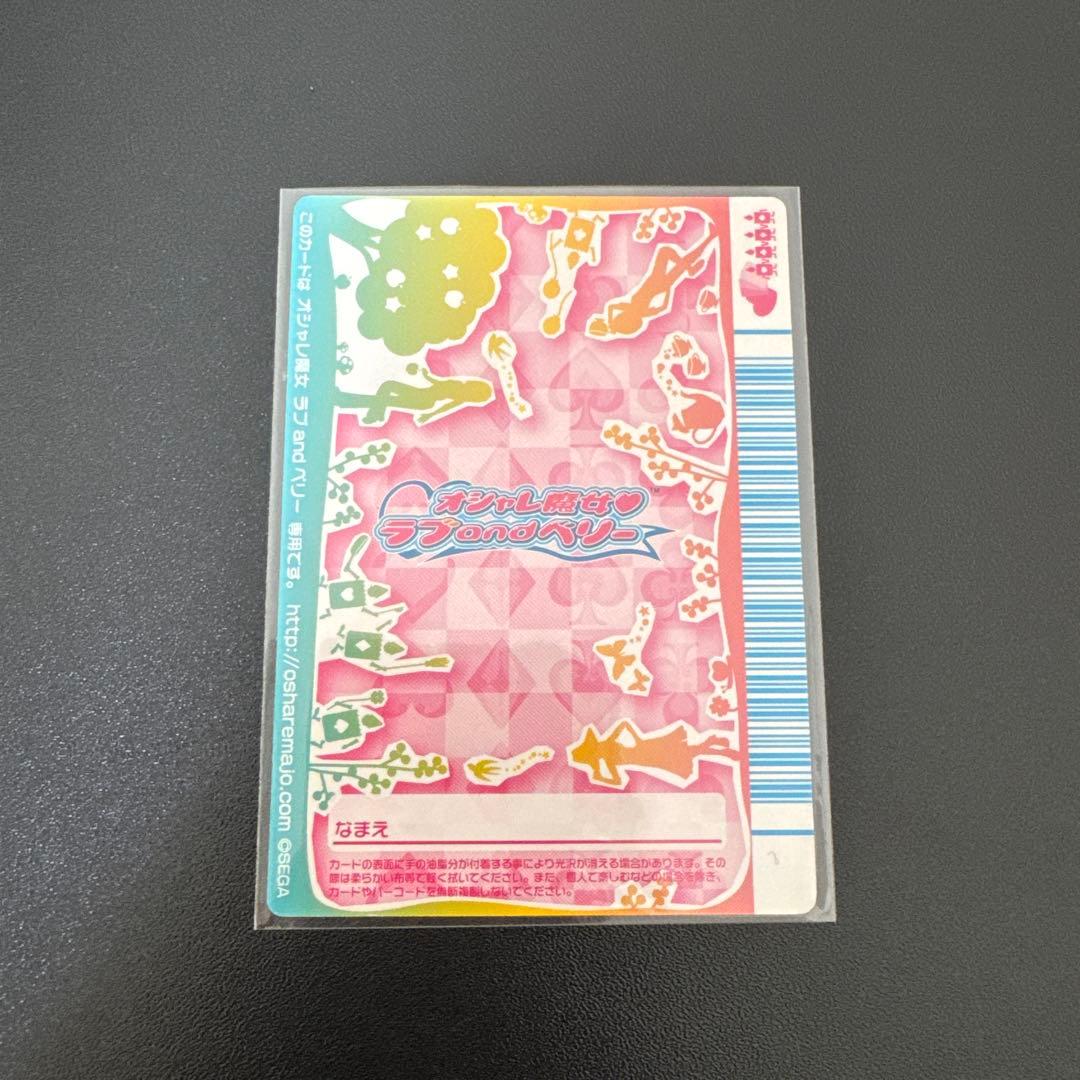 オシャレ魔女♥
ラブandベリー™
なまえ
カードの表面に手の油脂分が付着する事により光沢が消える場合があります。その
際は柔らかい布等で軽く拭いてください。また、個人で楽しむなどの場合を除き、
カードやバーコードを無断複製しないでください。
このカードは オシャレ魔女 ラブ and ベリー 専用です。 http://osharemajo.com ©SEGA